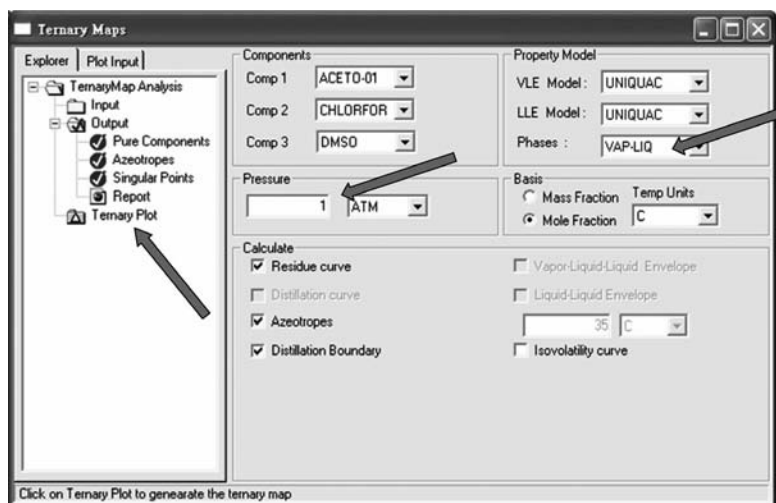 Ternary Maps
Explorer
Plot Input
TernaryMap Analysis
Input
Output
Pure Components
Azeotropes
Singular Points
Report
Ternary Plot
Components
Comp 1 ACETO-01
Comp 2 CHLORFOR
Comp 3 DMSO
Property Model
VLE Model: UNIQUAC
LLE Model: UNIQUAC
Phases : VAP-LIQ
Pressure
1 ATM
Basis
Mass Fraction
Mole Fraction
Temp Units
C
Calculate
Residue curve
Distillation curve
Azeotropes
Distillation Boundary
Vapor-Liquid-Liquid Envelope
Liquid-Liquid Envelope
35 C
Isovolatility curve
Click on Ternary Plot to genearate the ternary map